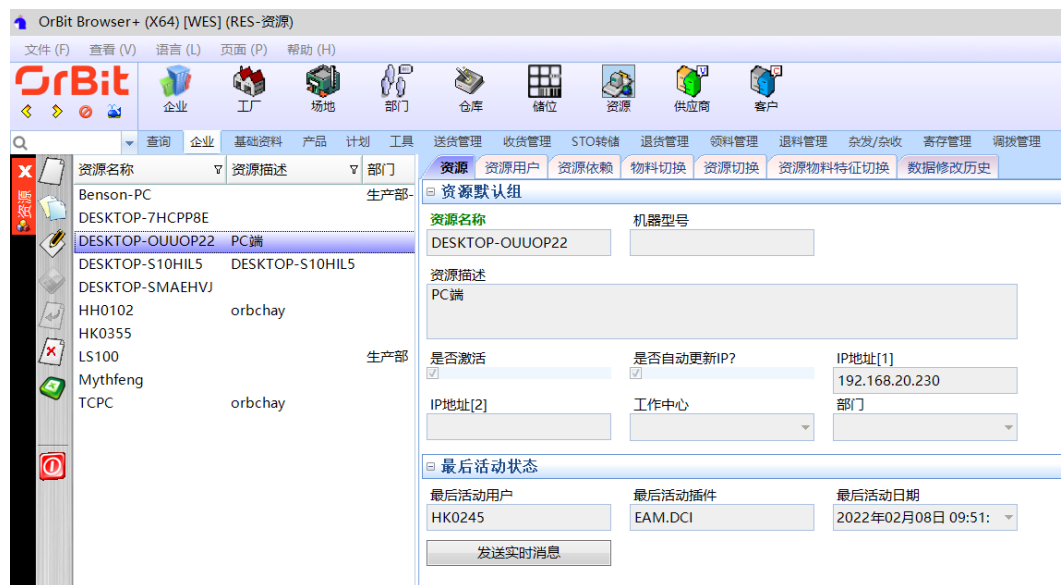 OrBit Browser+ (X64) [WES] (RES-资源)
文件 (F) 查看 (V) 语言 (L) 页面 (P) 帮助 (H)
OrBit
企业 工厂 场地 部门 仓库 储位 资源 供应商 客户
查询 企业 基础资料 产品 计划 工具 送货管理 收货管理 STO转储 退货管理 领料管理 退料管理 杂发/杂收 寄存管理 调拨管理
资源
资源名称 资源描述 部门
Benson-PC 生产部-
DESKTOP-7HCPP8E
DESKTOP-OUUOP22 PC端
DESKTOP-S10HIL5 DESKTOP-S10HIL5
DESKTOP-SMAEHVJ
HH0102 orbchay
HK0355
LS100 生产部
Mythfeng
TCPC orbchay
资源 资源用户 资源依赖 物料切换 资源切换 资源物料特征切换 数据修改历史
资源默认组
资源名称 机器型号
DESKTOP-OUUOP22
资源描述
PC端
是否激活 是否自动更新IP? IP地址[1]
192.168.20.230
IP地址[2] 工作中心 部门
最后活动状态
最后活动用户 最后活动插件 最后活动日期
HK0245 EAM.DCI 2022年02月08日 09:51:
发送实时消息